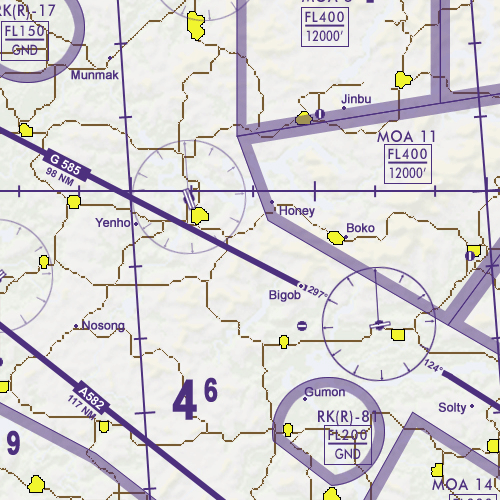 RK(R)-17
FL150
GND
FL400
12000'
Munmak
Jinbu
MOA 11
FL400
12000'
G 585
98 NM
Yenho
Honey
Boko
Bigob
297°
Nosong
124°
A582
117 NM
4 6
Gumon
RK(R)-81
FL200
GND
Solty
9
MOA 14